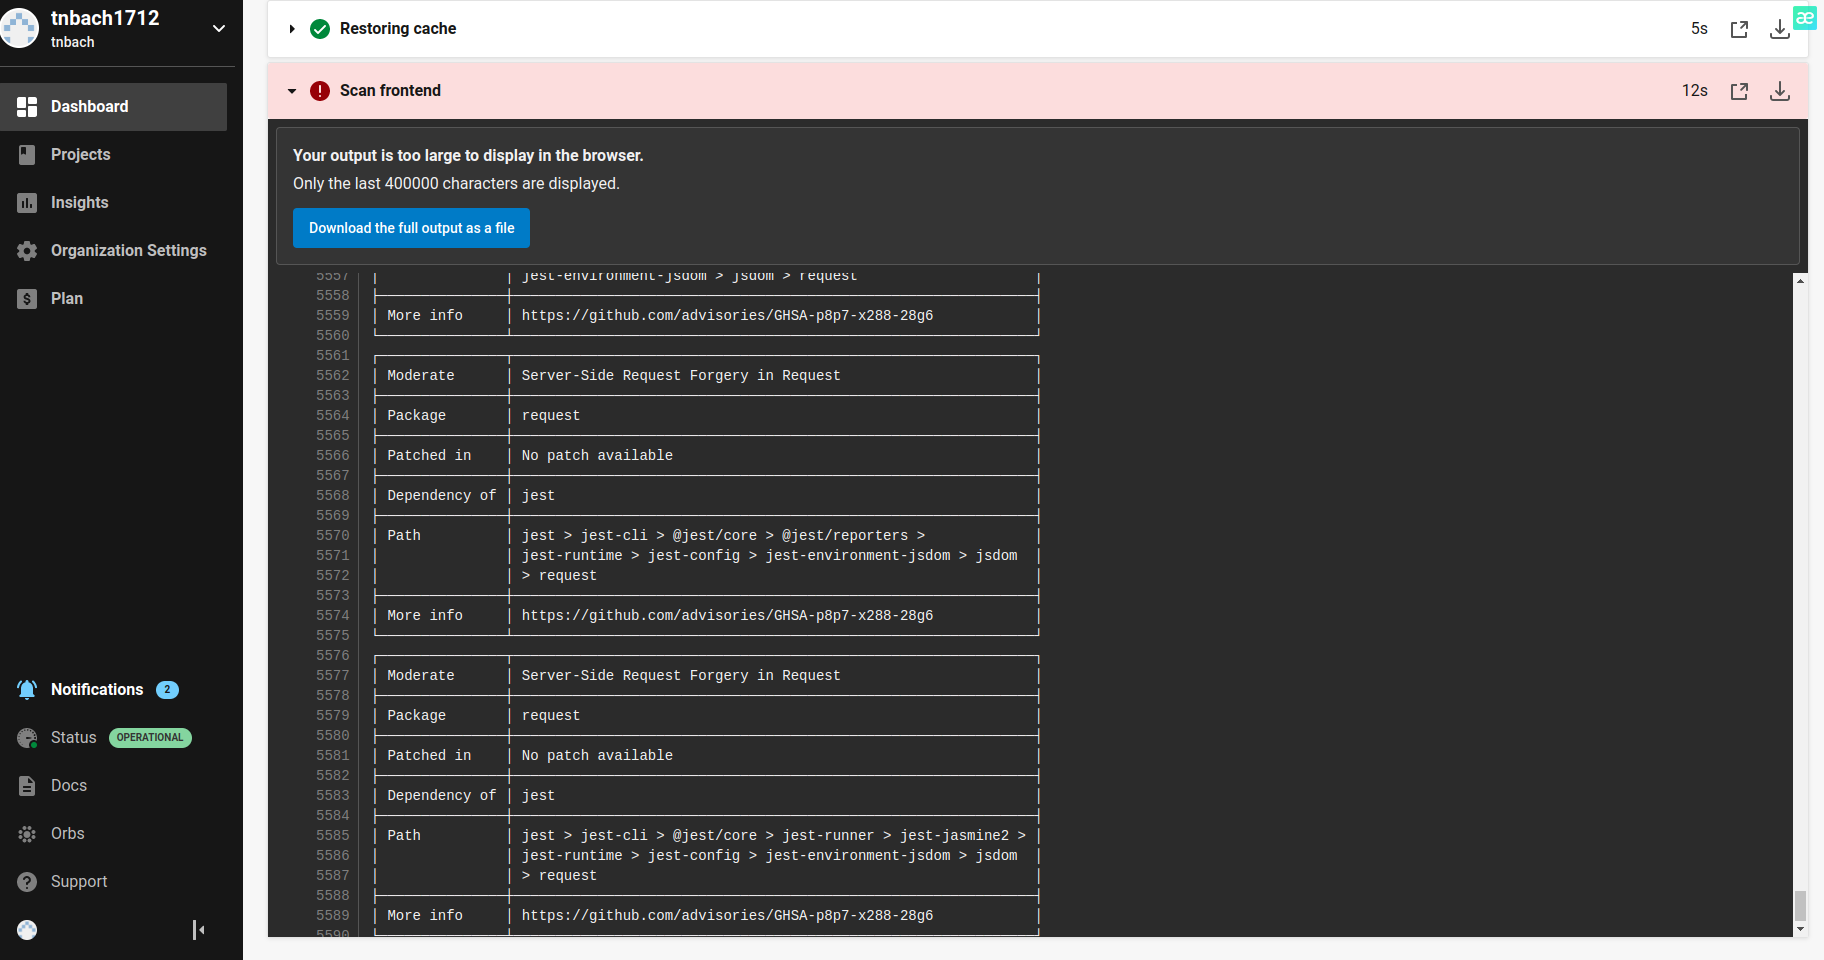 tnbach1712
tnbach
Dashboard
Projects
Insights
Organization Settings
Plan
Notifications 2
Status OPERATIONAL
Docs
Orbs
Support
Restoring cache 5s
æ
Scan frontend 12s
Your output is too large to display in the browser.
Only the last 400000 characters are displayed.
Download the full output as a file
5557 jest-environment-jsdom > jsdom > request
5558
5559 More info https://github.com/advisories/GHSA-p8p7-x288-28g6
5560
5561
5562 Moderate Server-Side Request Forgery in Request
5563
5564 Package request
5565
5566 Patched in No patch available
5567
5568 Dependency of jest
5569
5570 Path jest > jest-cli > @jest/core > @jest/reporters >
5571 jest-runtime > jest-config > jest-environment-jsdom > jsdom
5572 > request
5573
5574 More info https://github.com/advisories/GHSA-p8p7-x288-28g6
5575
5576
5577 Moderate Server-Side Request Forgery in Request
5578
5579 Package request
5580
5581 Patched in No patch available
5582
5583 Dependency of jest
5584
5585 Path jest > jest-cli > @jest/core > jest-runner > jest-jasmine2 >
5586 jest-runtime > jest-config > jest-environment-jsdom > jsdom
5587 > request
5588
5589 More info https://github.com/advisories/GHSA-p8p7-x288-28g6
5590